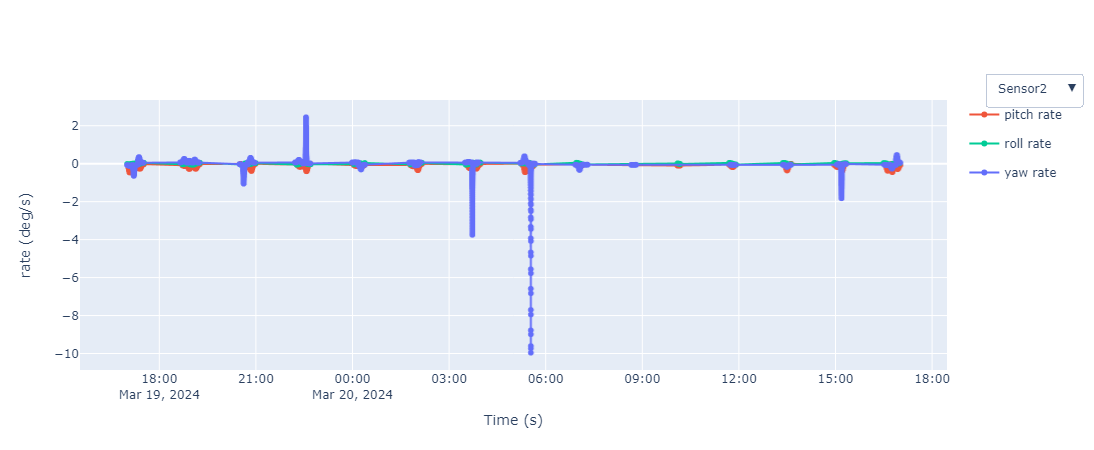 Sensor2 ▼
pitch rate
roll rate
yaw rate
2
0
−2
−4
−6
−8
−10
rate (deg/s)
18:00 21:00 00:00 03:00 06:00 09:00 12:00 15:00 18:00
Mar 19, 2024 Mar 20, 2024
Time (s)